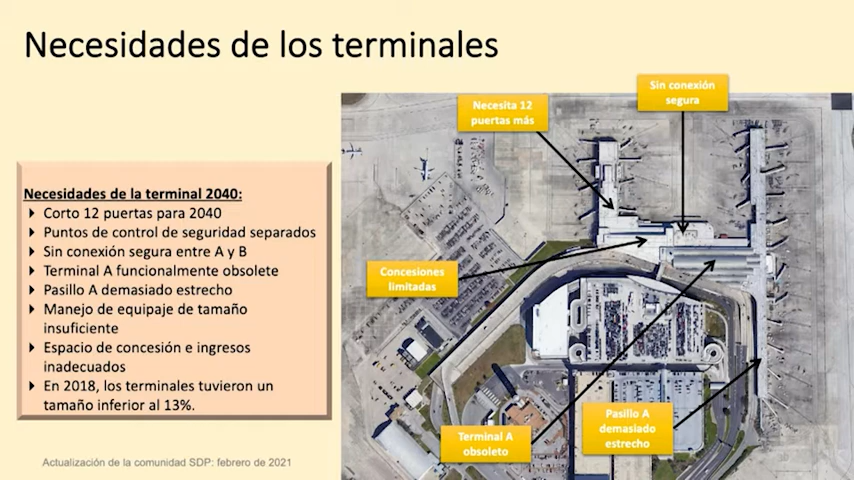 Necesidades de los terminales
Necesidades de la terminal 2040:
Corto 12 puertas para 2040
Puntos de control de seguridad separados
Sin conexión segura entre A y B
Terminal A funcionalmente obsolete
Pasillo A demasiado estrecho
Manejo de equipaje de tamaño
insuficiente
Espacio de concesión e ingresos
inadecuados
En 2018, los terminales tuvieron un
tamaño inferior al 13%.
Necesita 12
puertas más
Sin conexión
segura
Concesiones
limitadas
Terminal A
obsoleto
Pasillo A
demasiado
estrecho
Actualización de la comunidad SDP: febrero de 2021